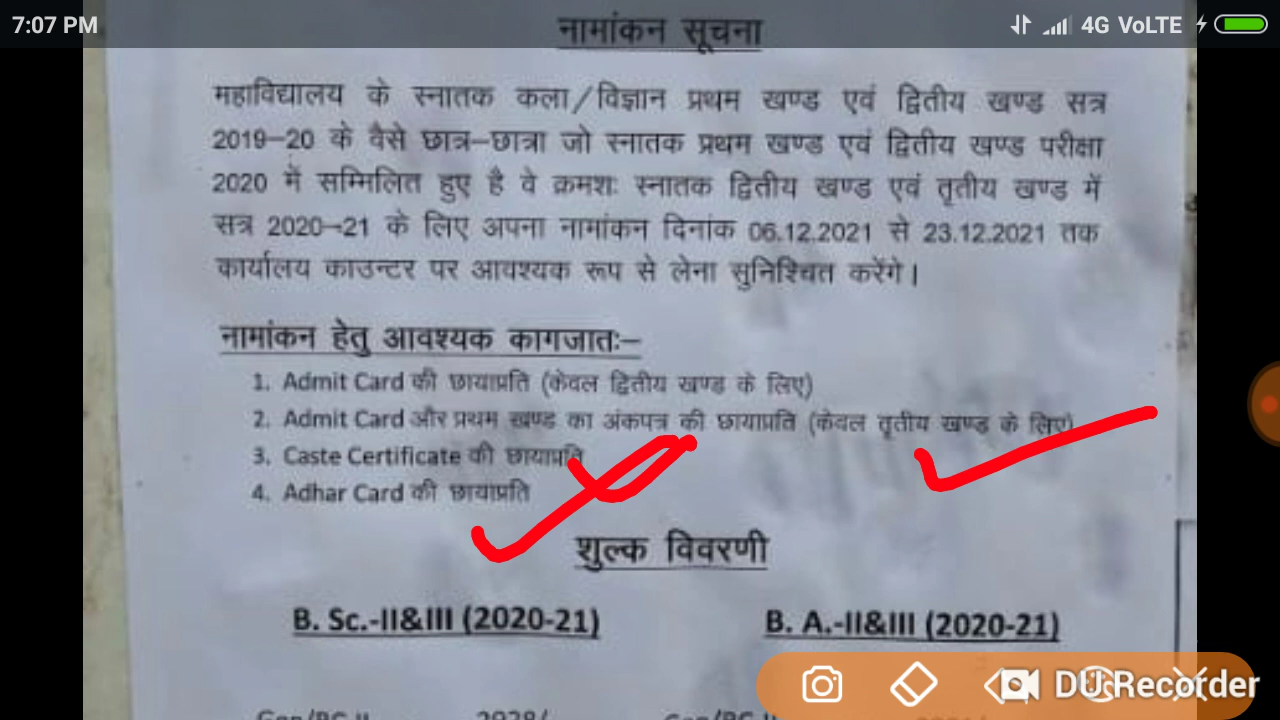 7:07 PM
4G VoLTE
नामांकन सूचना
महाविद्यालय के स्नातक कला/विज्ञान प्रथम खण्ड एवं द्वितीय खण्ड सत्र
2019–20 के वैसे छात्र–छात्रा जो स्नातक प्रथम खण्ड एवं द्वितीय खण्ड परीक्षा
2020 में सम्मिलित हुए है वे क्रमशः स्नातक द्वितीय खण्ड एवं तृतीय खण्ड में
सत्र 2020–21 के लिए अपना नामांकन दिनांक 06.12.2021 से 23.12.2021 तक
कार्यालय काउन्टर पर आवश्यक रूप से लेना सुनिश्चित करेंगे।
नामांकन हेतु आवश्यक कागजातः–
1. Admit Card की छायाप्रति (केवल द्वितीय खण्ड के लिए)
2. Admit Card और प्रथम खण्ड का अंकपत्र की छायाप्रति (केवल तृतीय खण्ड के लिए)
3. Caste Certificate की छायाप्रति
4. Adhar Card की छायाप्रति
शुल्क विवरणी
B. Sc.-II&III (2020-21)
B. A.-II&III (2020-21)
DU Recorder